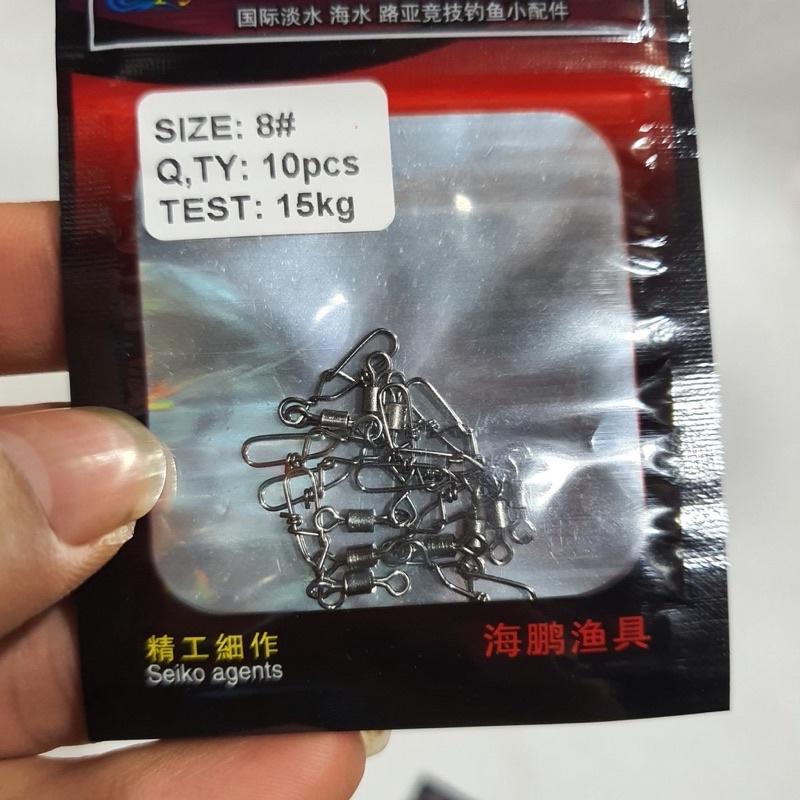 国际淡水 海水 路亚竞技钓鱼小配件
SIZE: 8#
Q,TY: 10pcs
TEST: 15kg
精工細作
Seiko agents
海鹏渔具